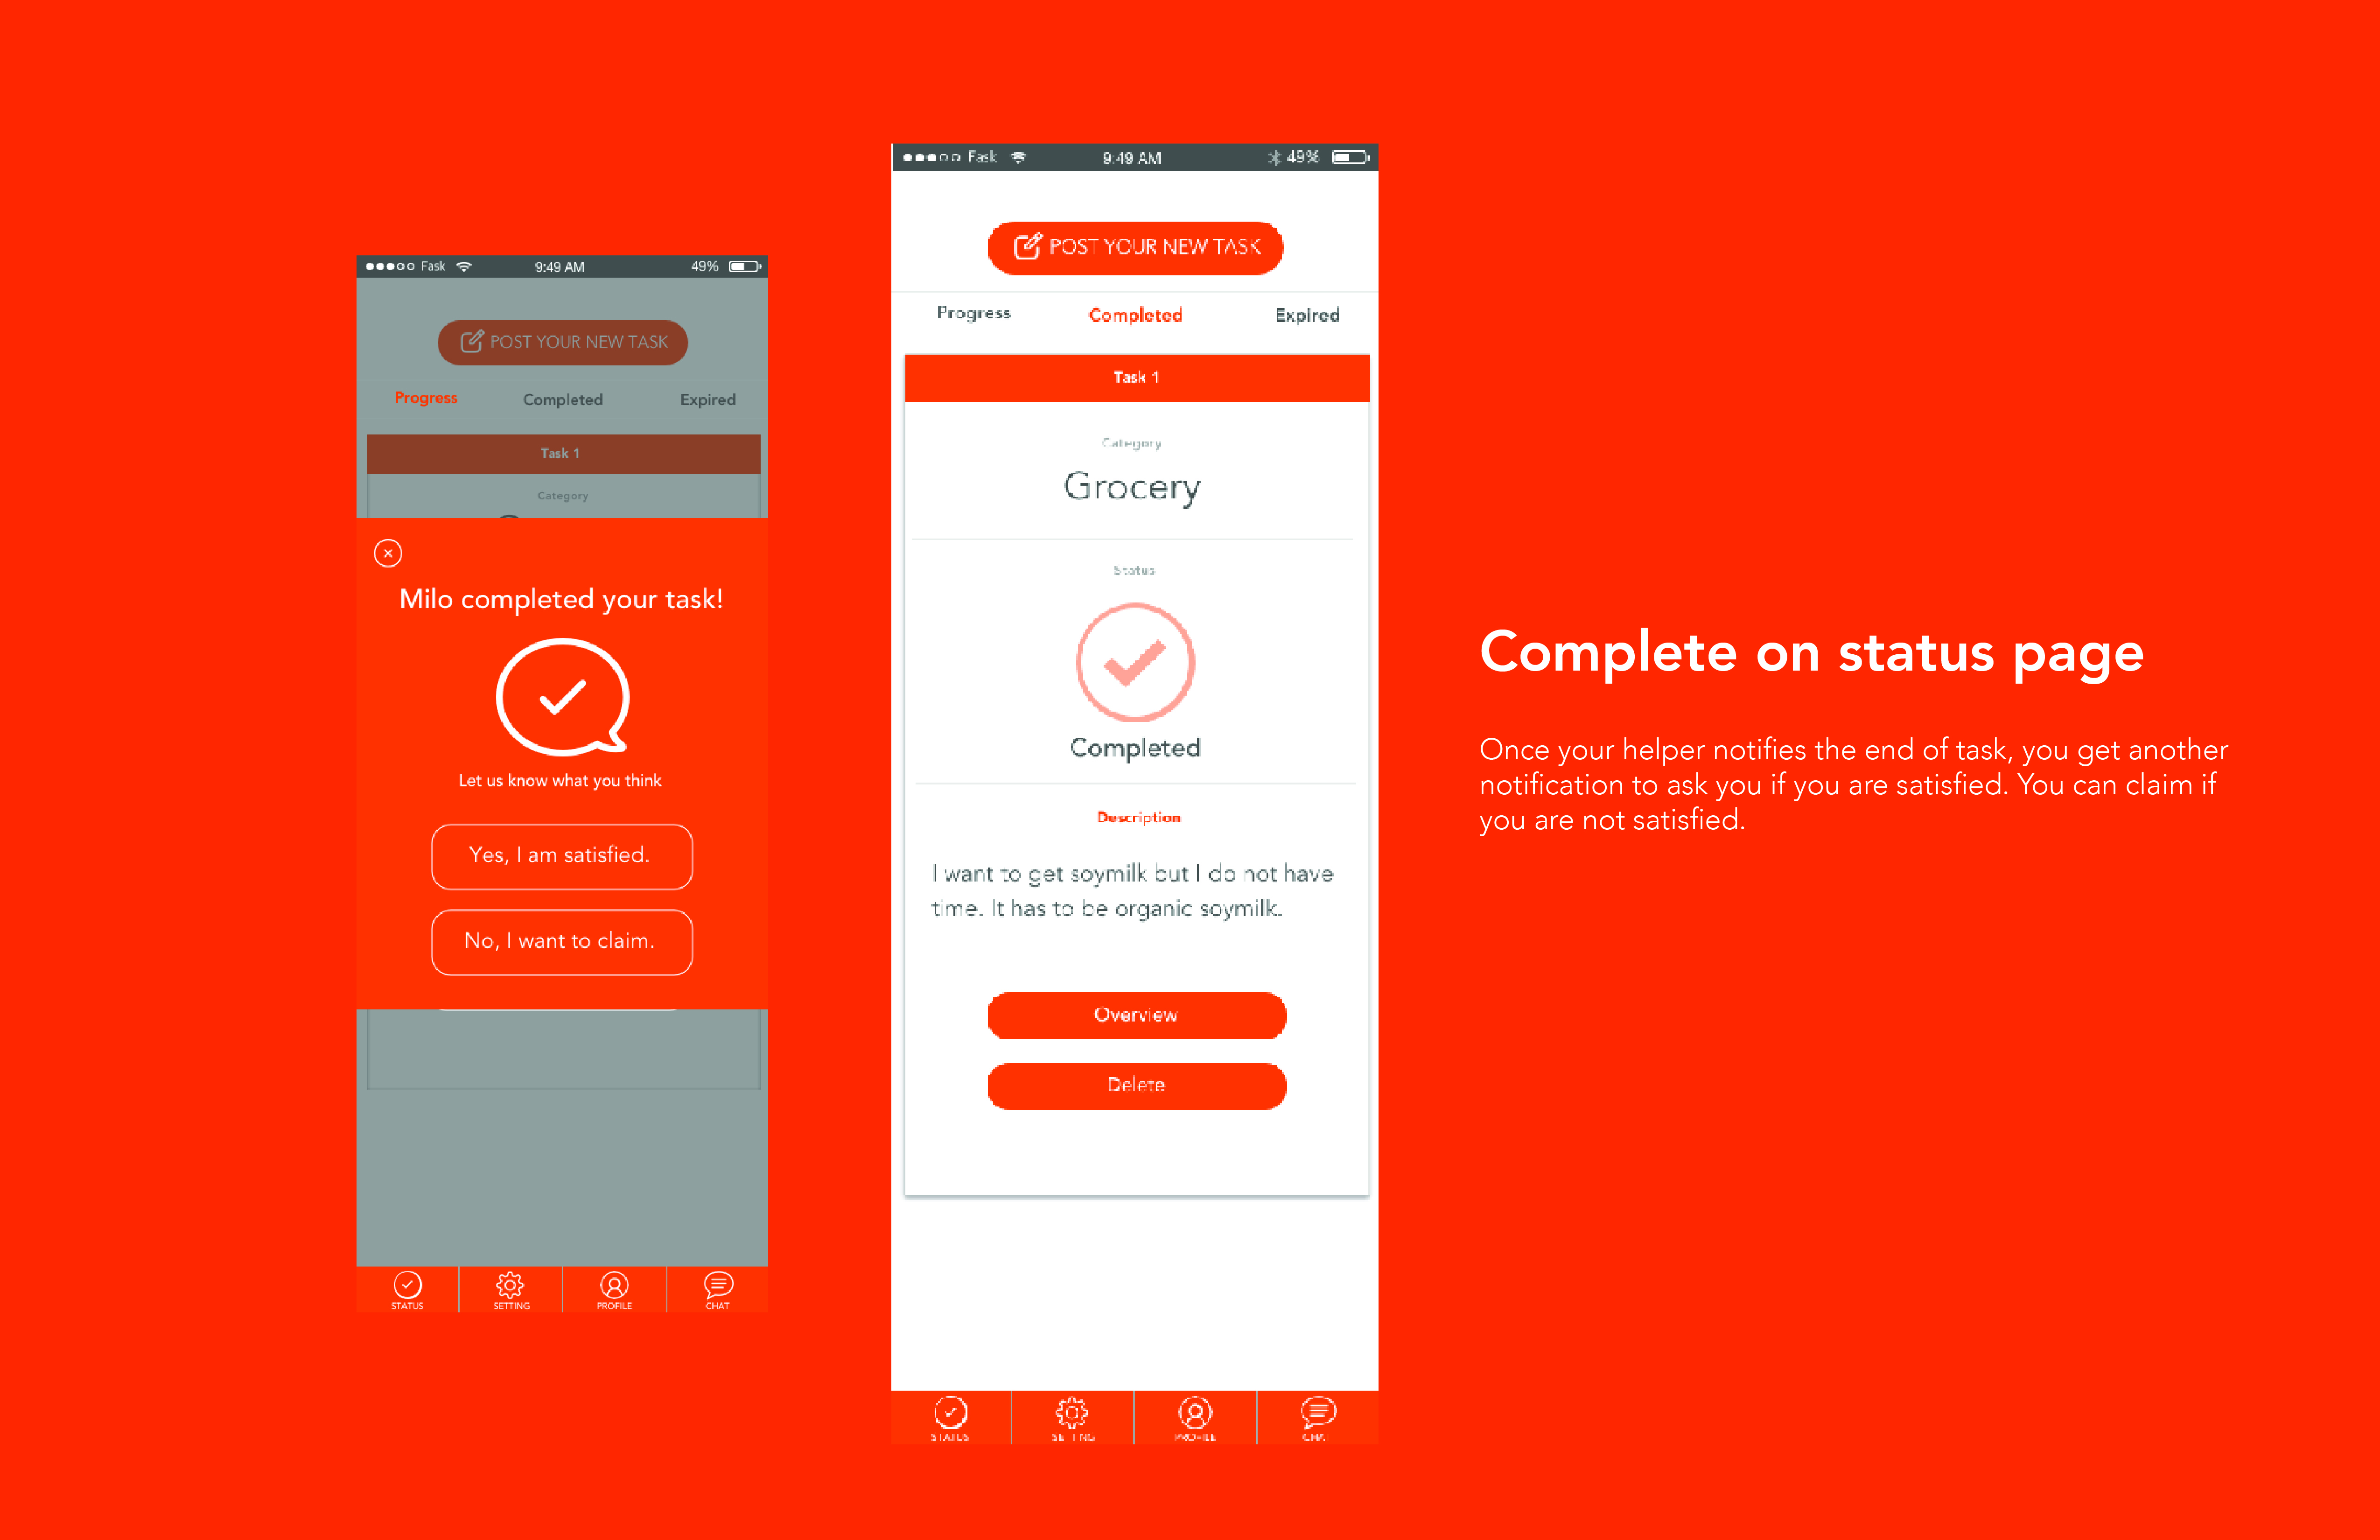 Fask 9:49 AM 49%
POST YOUR NEW TASK
Progress Completed Expired
Task 1
Category
Milo completed your task!
Let us know what you think
Yes, I am satisfied.
No, I want to claim.
STATUS SETTING PROFILE CHAT
Fask 9:49 AM 49%
POST YOUR NEW TASK
Progress Completed Expired
Task 1
Category
Grocery
Status
Completed
Description
I want to get soymilk but I do not have
time. It has to be organic soymilk.
Overview
Delete
STATUS SETTING PROFILE CHAT
Complete on status page
Once your helper notifies the end of task, you get another
notification to ask you if you are satisfied. You can claim if
you are not satisfied.